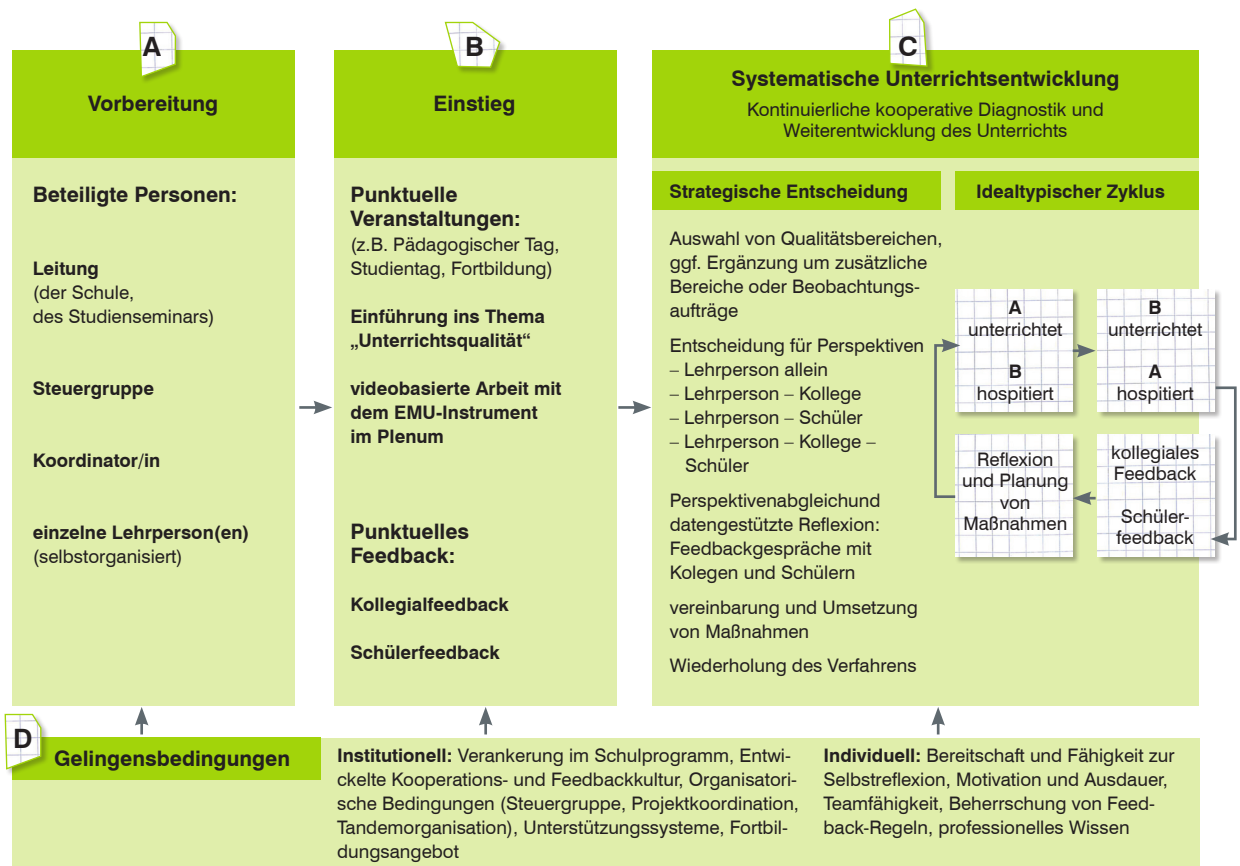 A
Vorbereitung
Beteiligte Personen:
Leitung
(der Schule,
des Studienseminars)
Steuergruppe
Koordinator/in
einzelne Lehrperson(en)
(selbstorganisiert)
B
Einstieg
Punktuelle
Veranstaltungen:
(z.B. Pädagogischer Tag,
Studientag, Fortbildung)
Einführung ins Thema
„Unterrichtsqualität“
videobasierte Arbeit mit
dem EMU-Instrument
im Plenum
Punktuelles
Feedback:
Kollegialfeedback
Schülerfeedback
C
Systematische Unterrichtsentwicklung
Kontinuierliche kooperative Diagnostik und
Weiterentwicklung des Unterrichts
Strategische Entscheidung
Auswahl von Qualitätsbereichen,
ggf. Ergänzung um zusätzliche
Bereiche oder Beobachtungs-
aufträge
Entscheidung für Perspektiven
– Lehrperson allein
– Lehrperson – Kollege
– Lehrperson – Schüler
– Lehrperson – Kollege –
Schüler
Perspektivenabgleichund
datengestützte Reflexion:
Feedbackgespräche mit
Kolegen und Schülern
vereinbarung und Umsetzung
von Maßnahmen
Wiederholung des Verfahrens
Idealtypischer Zyklus
A
unterrichtet
B
hospitiert
B
unterrichtet
A
hospitiert
Reflexion
und Planung
von
Maßnahmen
kollegiales
Feedback
Schüler-
feedback
D
Gelingensbedingungen
Institutionell: Verankerung im Schulprogramm, Entwi-
ckelte Kooperations- und Feedbackkultur, Organisatori-
sche Bedingungen (Steuergruppe, Projektkoordination,
Tandemorganisation), Unterstützungssysteme, Fortbil-
dungsangebot
Individuell: Bereitschaft und Fähigkeit zur
Selbstreflexion, Motivation und Ausdauer,
Teamfähigkeit, Beherrschung von Feed-
back-Regeln, professionelles Wissen